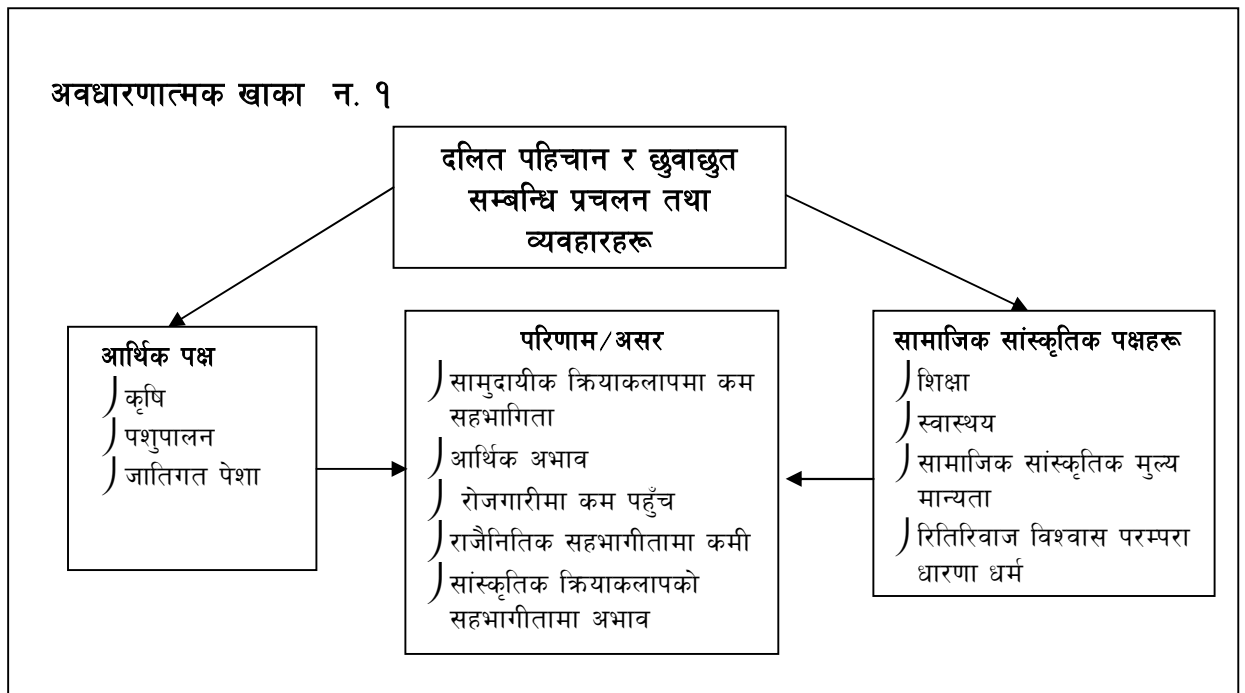 अवधारणात्मक खाका न. १
दलित पहिचान र छुवाछुत
सम्बन्धि प्रचलन तथा
व्यवहारहरू
आर्थिक पक्ष
कृषि
पशुपालन
जातिगत पेशा
परिणाम/असर
सामुदायीक क्रियाकलापमा कम
सहभागिता
आर्थिक अभाव
रोजगारीमा कम पहुँच
राजैनितिक सहभागीतामा कमी
सांस्कृतिक क्रियाकलापको
सहभागीतामा अभाव
सामाजिक सांस्कृतिक पक्षहरू
शिक्षा
स्वास्थय
सामाजिक सांस्कृतिक मुल्य
मान्यता
रितिरिवाज विश्वास परम्परा
धारणा धर्म